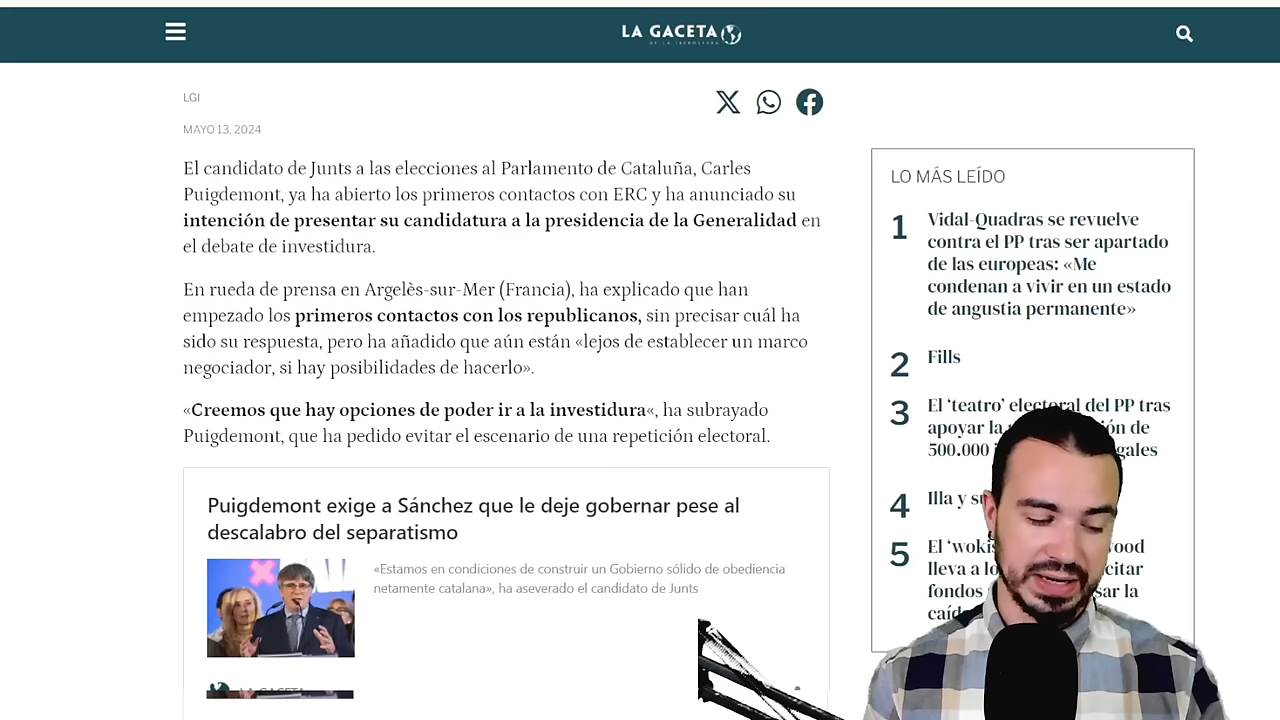 LA GACETA
DE LA IBEROSFERA
LGI
MAYO 13, 2024
El candidato de Junts a las elecciones al Parlamento de Cataluña, Carles
Puigdemont, ya ha abierto los primeros contactos con ERC y ha anunciado su
intención de presentar su candidatura a la presidencia de la Generalidad en
el debate de investidura.
En rueda de prensa en Argelès-sur-Mer (Francia), ha explicado que han
empezado los primeros contactos con los republicanos, sin precisar cuál ha
sido su respuesta, pero ha añadido que aún están «lejos de establecer un marco
negociador, si hay posibilidades de hacerlo».
«Creemos que hay opciones de poder ir a la investidura«, ha subrayado
Puigdemont, que ha pedido evitar el escenario de una repetición electoral.
Puigdemont exige a Sánchez que le deje gobernar pese al
descalabro del separatismo
«Estamos en condiciones de construir un Gobierno sólido de obediencia
netamente catalana», ha aseverado el candidato de Junts
LO MÁS LEÍDO
1
Vidal-Quadras se revuelve
contra el PP tras ser apartado
de las europeas: «Me
condenan a vivir en un estado
de angustia permanente»
2
Fills
3
El ‘teatro’ electoral del PP tras
apoyar la
500.000
4
Illa y
5
El
lleva a
fondos
la